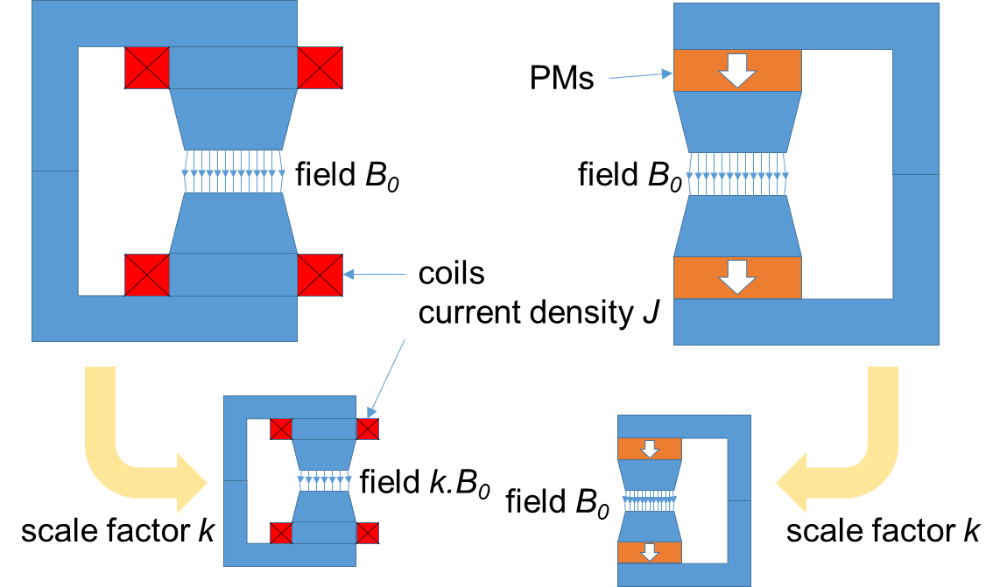 PMs
field B0
field B0
coils
current density J
field k.B0
field B0
scale factor k
scale factor k